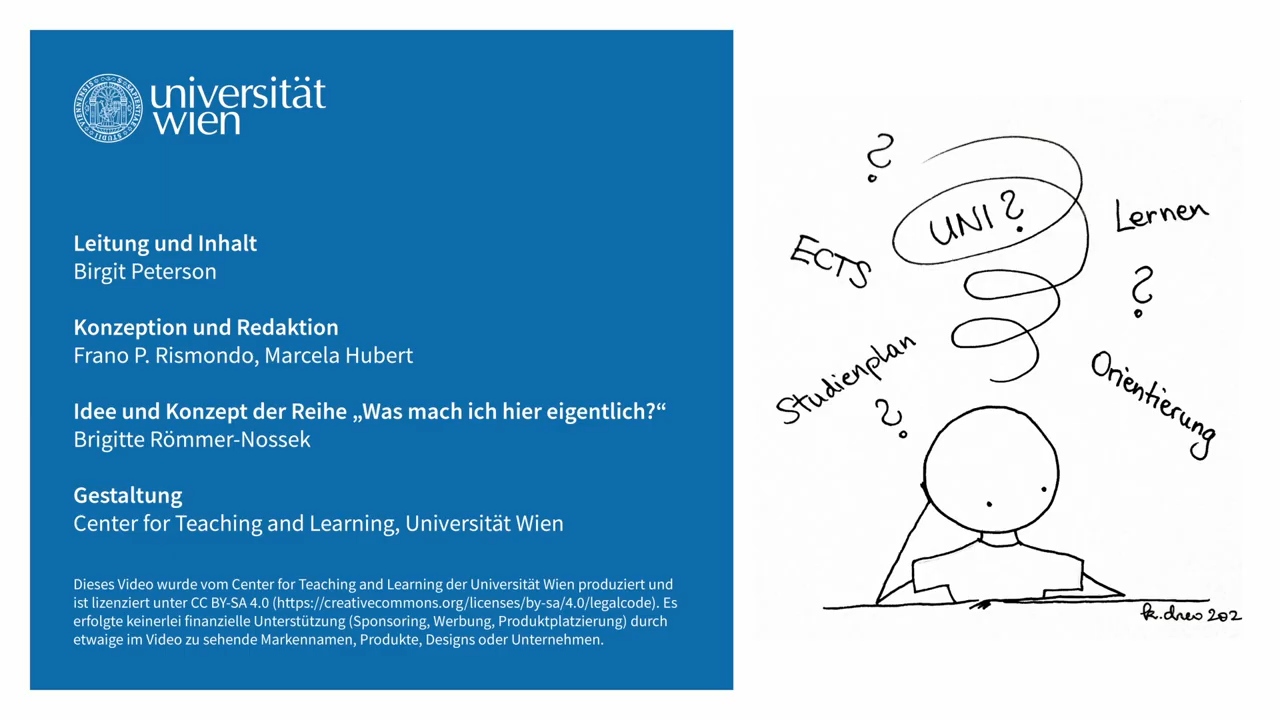 universität
wien
Leitung und Inhalt
Birgit Peterson
Konzeption und Redaktion
Frano P. Rismondo, Marcela Hubert
Idee und Konzept der Reihe „Was mach ich hier eigentlich?“
Brigitte Römmer-Nossek
Gestaltung
Center for Teaching and Learning, Universität Wien
Dieses Video wurde vom Center for Teaching and Learning der Universität Wien produziert und
ist lizenziert unter CC BY-SA 4.0 (https://creativecommons.org/licenses/by-sa/4.0/legalcode). Es
erfolgte keinerlei finanzielle Unterstützung (Sponsoring, Werbung, Produktplatzierung) durch
etwaige im Video zu sehende Markennamen, Produkte, Designs oder Unternehmen.
?
UNI?
Lernen
ECTS
?
Studienplan
?
Orientierung